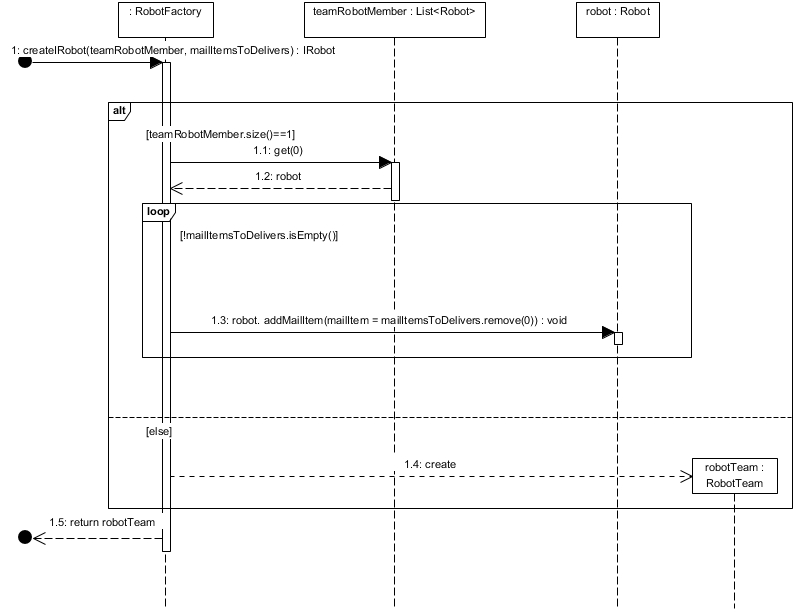 : RobotFactory
teamRobotMember : List<Robot>
robot : Robot
1: createIRobot(teamRobotMember, mailItemsToDelivers) : IRobot
alt
[teamRobotMember.size()==1]
1.1: get(0)
1.2: robot
loop
[!mailItemsToDelivers.isEmpty()]
1.3: robot. addMailItem(mailItem = mailItemsToDelivers.remove(0)) : void
[else]
1.4: create
robotTeam :
RobotTeam
1.5: return robotTeam